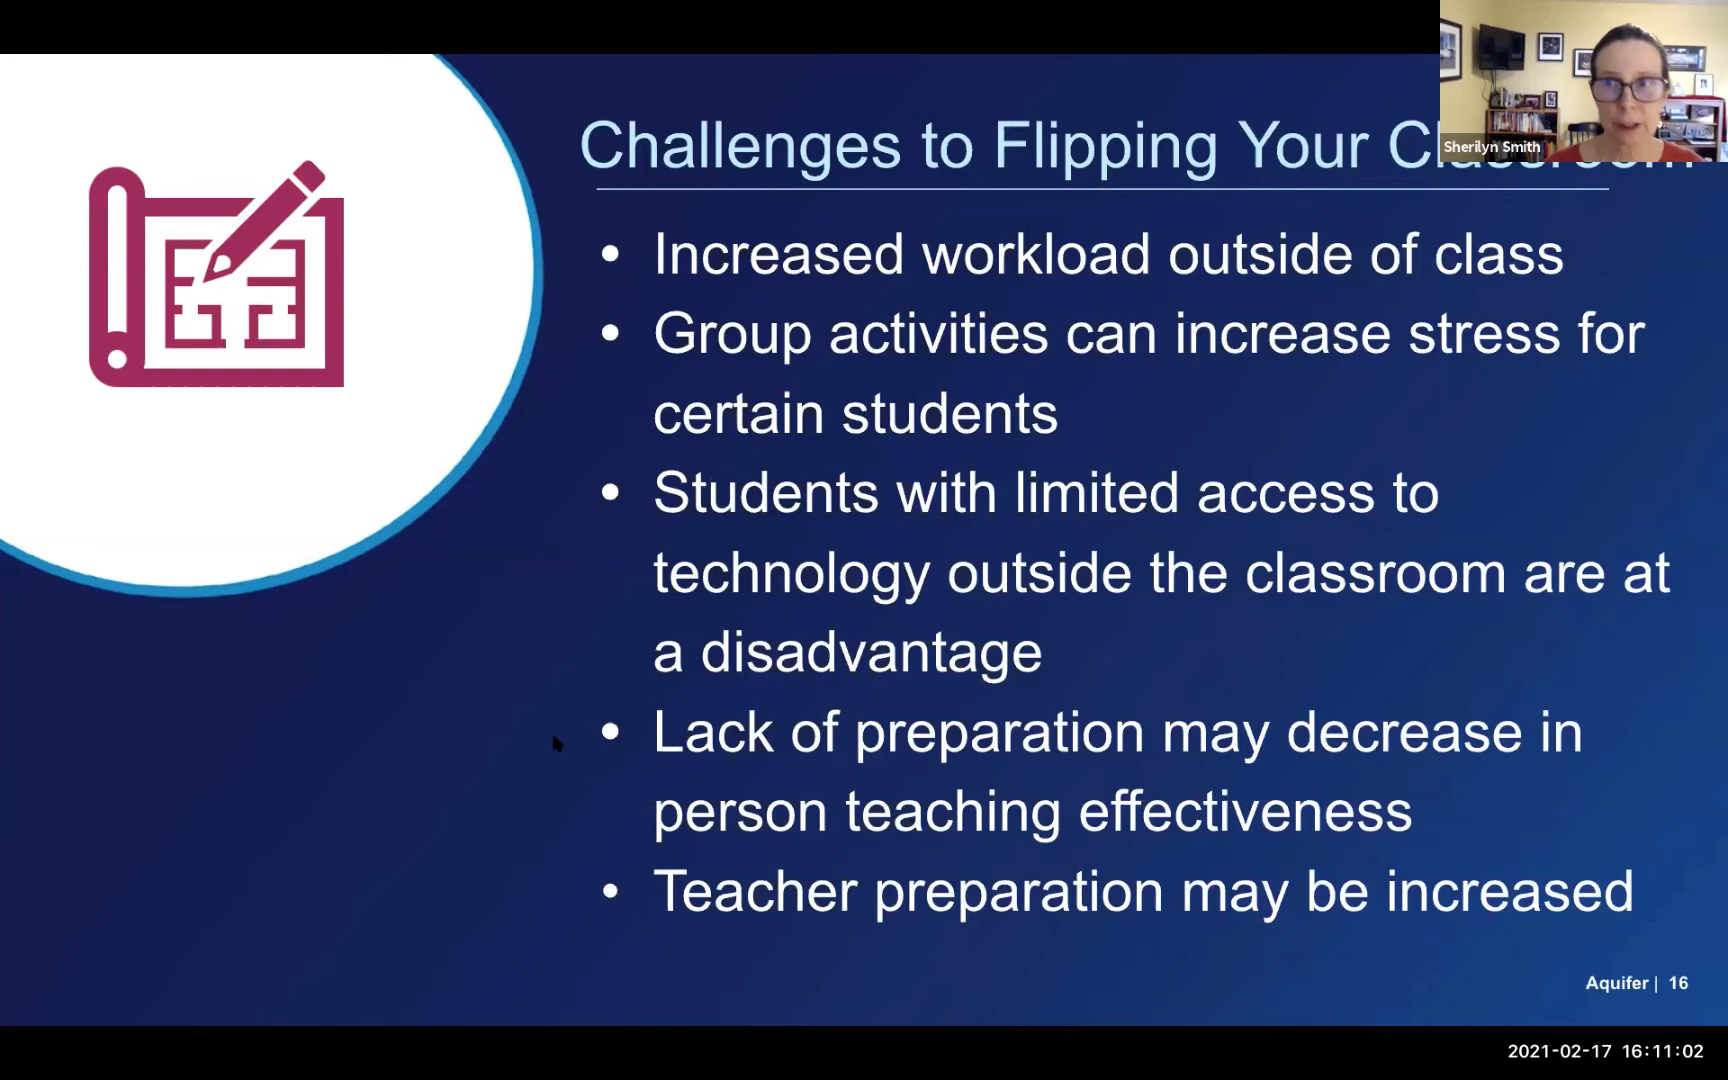 Challenges to Flipping Your Classroom
Sherilyn Smith
• Increased workload outside of class
• Group activities can increase stress for
certain students
• Students with limited access to
technology outside the classroom are at
a disadvantage
• Lack of preparation may decrease in
person teaching effectiveness
• Teacher preparation may be increased
Aquifer | 16
2021-02-17 16:11:02